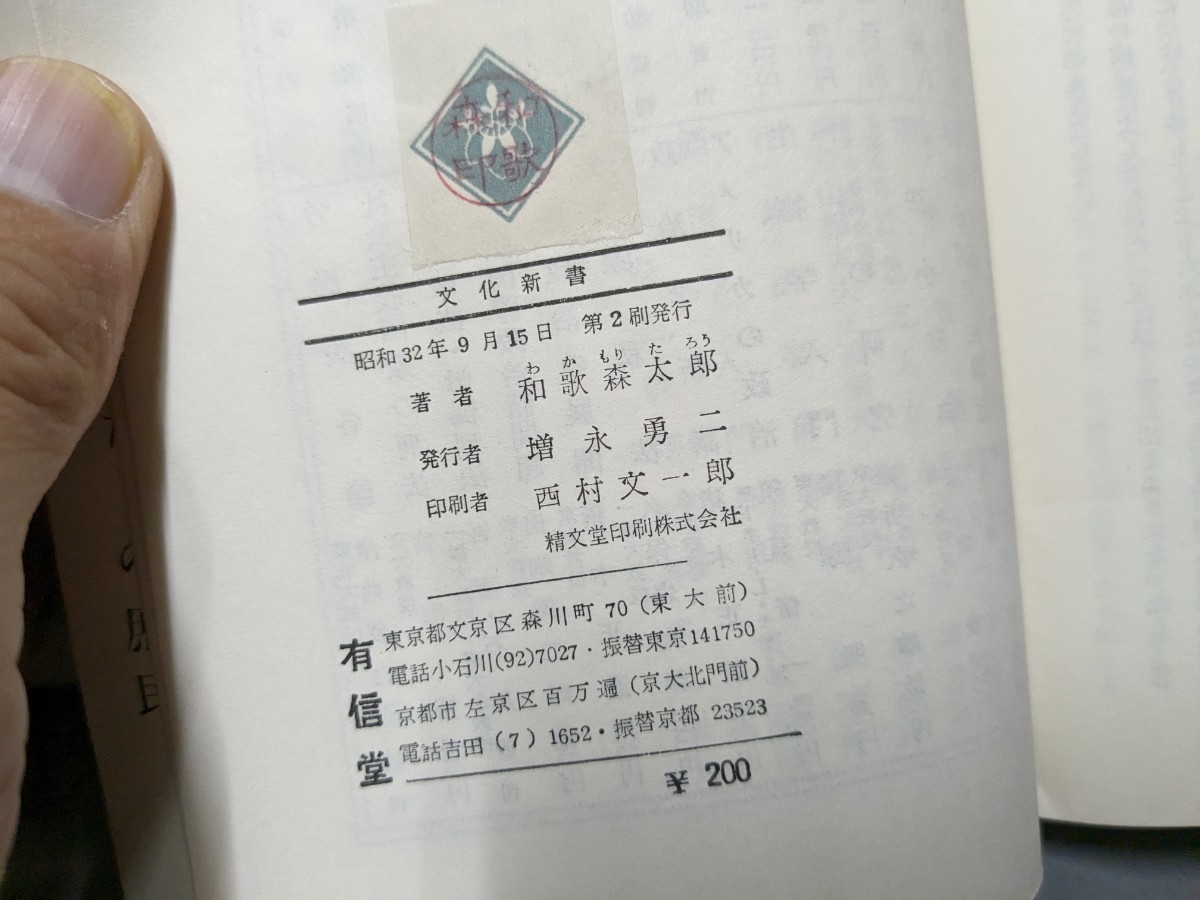 和歌
森印
文化新書
昭和32年9月15日 第2刷発行
わ か もり た ろう
著者 和歌森太郎
発行者 増永勇二
印刷者 西村文一郎
精文堂印刷株式会社
有信堂
東京都文京区森川町70(東大前)
電話小石川(92)7027・振替東京141750
京都市左京区百万遍(京大北門前)
電話吉田(7)1652・振替京都23523
¥200